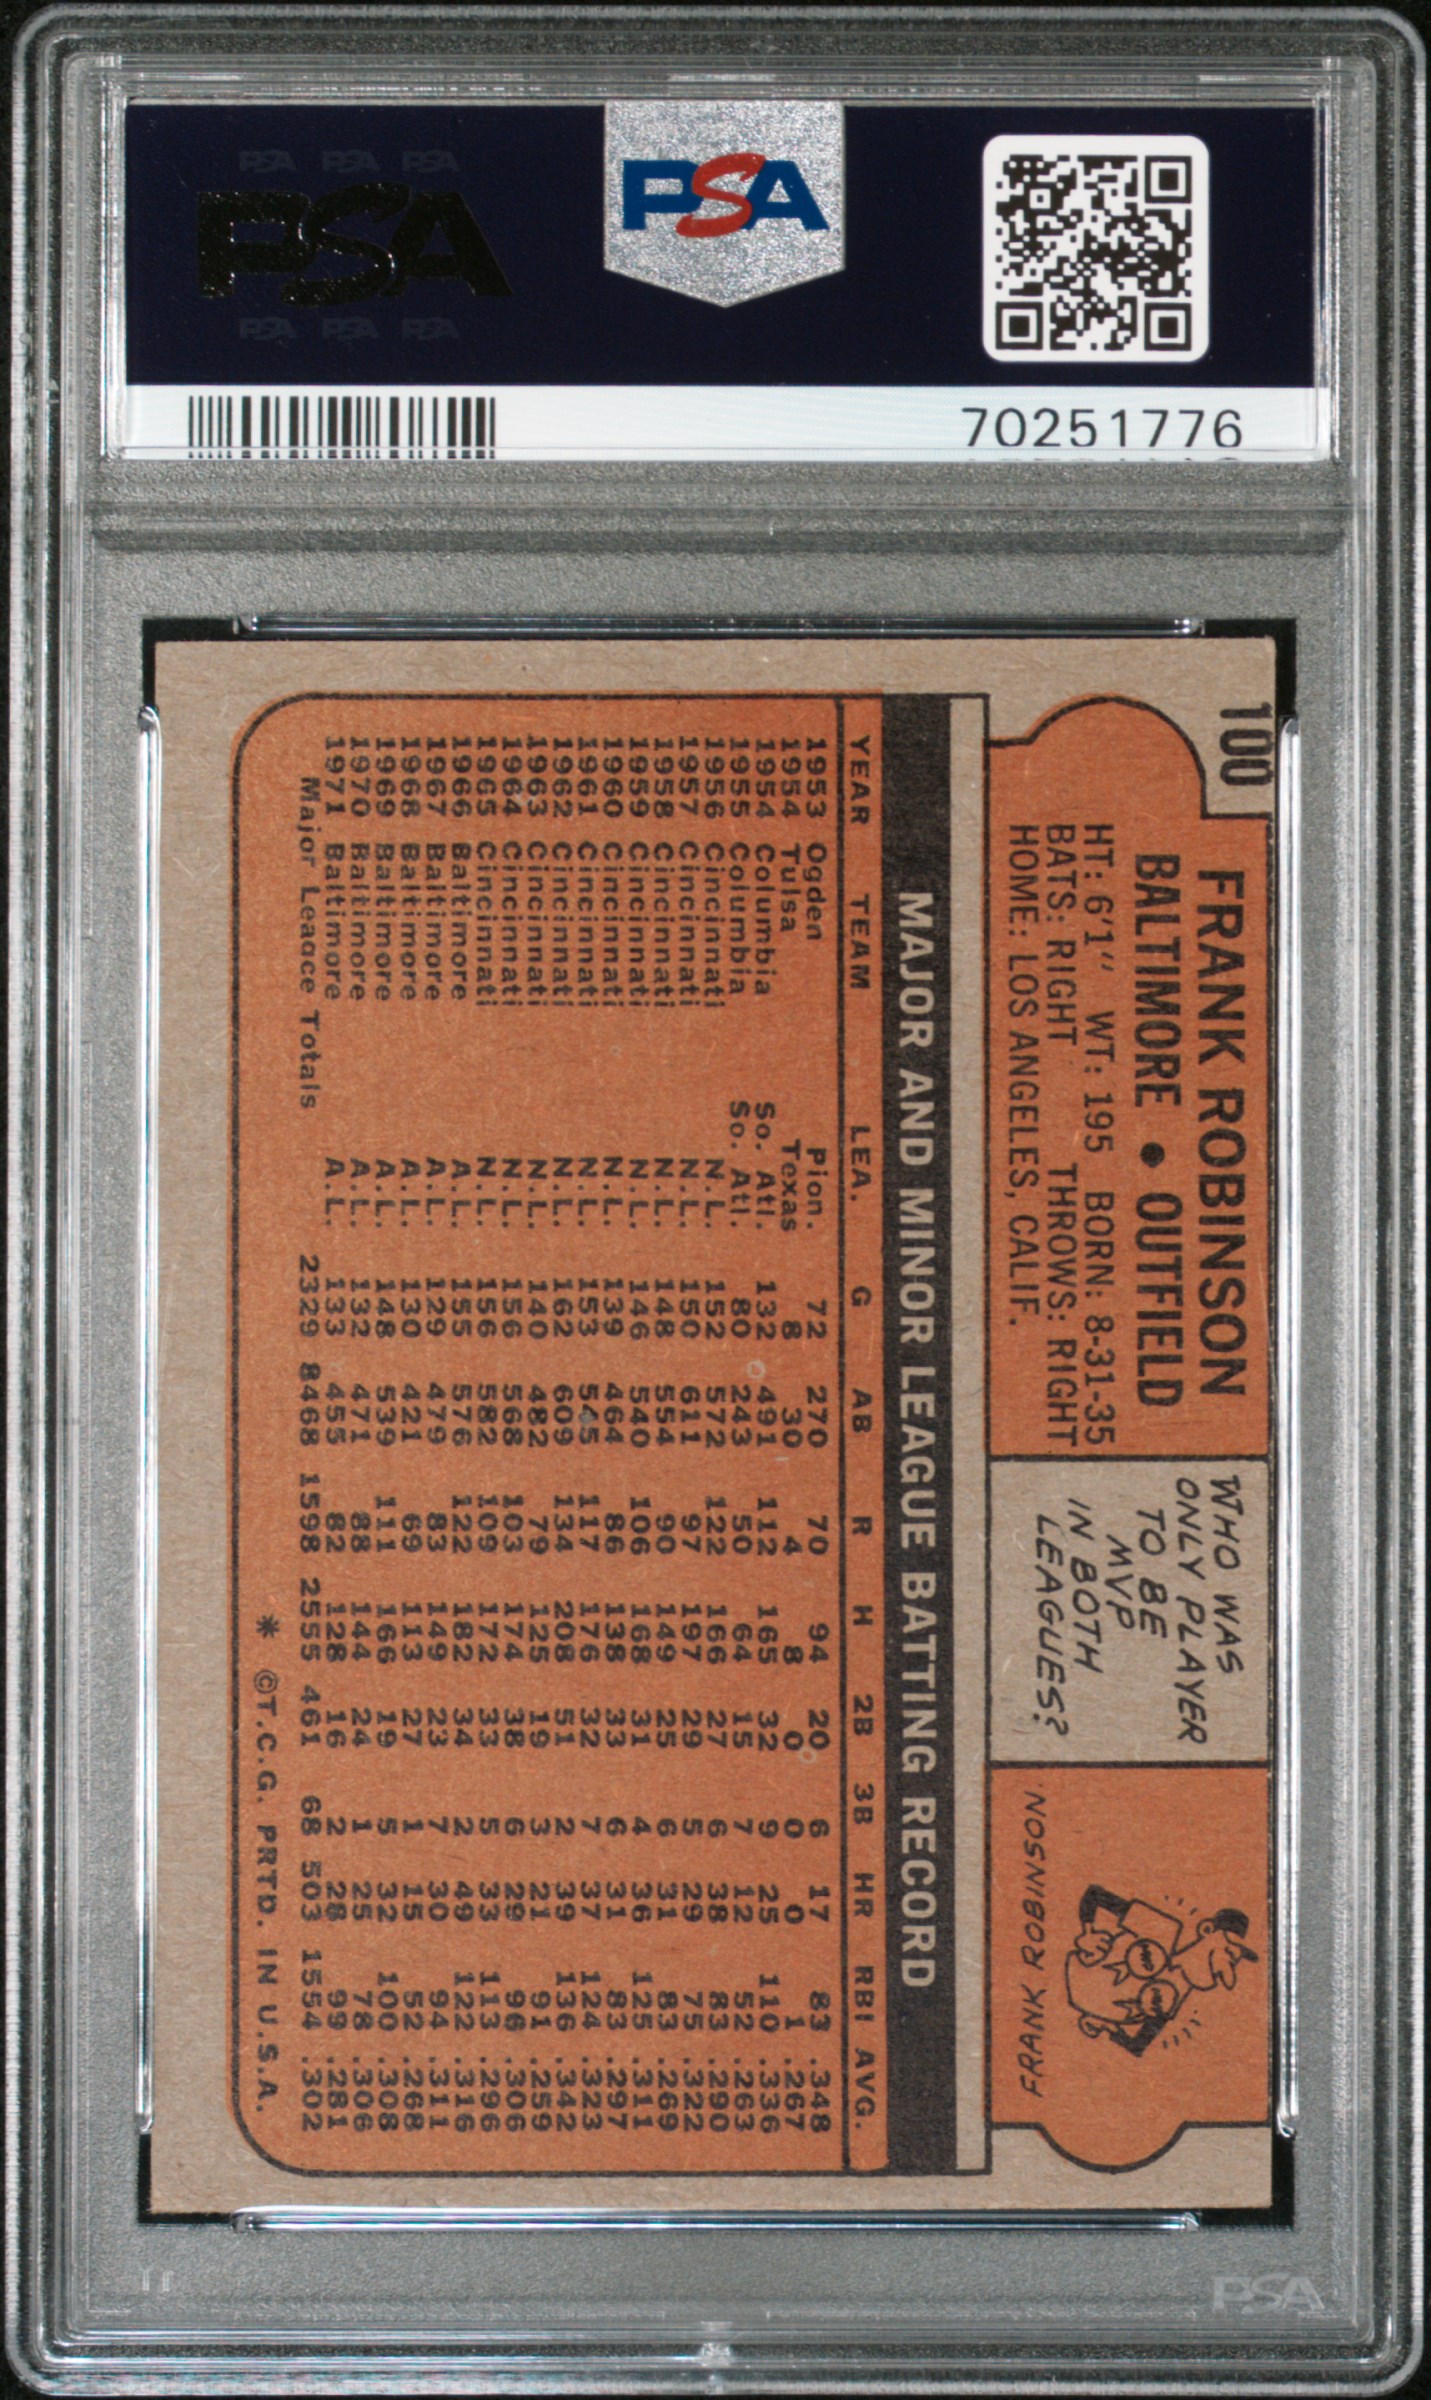 PSA PSA PSA
PSA
PSA PSA PSA
PSA
70251776
100
FRANK ROBINSON
BALTIMORE • OUTFIELD
HT: 6'1" WT: 195 BORN: 8-31-35
BATS: RIGHT THROWS: RIGHT
HOME: LOS ANGELES, CALIF.
WHO WAS
ONLY PLAYER
TO BE
MVP
IN BOTH
LEAGUES?
FRANK ROBINSON.
MAJOR AND MINOR LEAGUE BATTING RECORD
YEAR TEAM LEA. G AB R H 2B 3B HR RBI AVG.
1953 Ogden Pion. 72 270 70 94 20 6 17 83 .348
1954 Tulsa Texas 8 30 4 8 0 0 0 1 .267
1954 Columbia So. Atl. 132 491 112 165 32 9 25 110 .336
1955 Columbia So. Atl. 80 243 50 64 15 7 12 52 .263
1956 Cincinnati N.L. 152 572 122 166 27 6 38 83 .290
1957 Cincinnati N.L. 150 611 97 197 29 5 29 75 .322
1958 Cincinnati N.L. 148 554 90 149 25 6 31 83 .269
1959 Cincinnati N.L. 146 540 106 168 31 4 36 125 .311
1960 Cincinnati N.L. 139 464 86 138 33 6 31 83 .297
1961 Cincinnati N.L. 153 545 117 176 32 7 37 124 .323
1962 Cincinnati N.L. 162 609 134 208 51 2 39 136 .342
1963 Cincinnati N.L. 140 482 79 125 19 3 21 91 .259
1964 Cincinnati N.L. 156 568 103 174 38 6 29 96 .306
1965 Cincinnati N.L. 156 582 109 172 33 5 33 113 .296
1966 Baltimore A.L. 155 576 122 182 34 2 49 122 .316
1967 Baltimore A.L. 129 479 83 149 23 7 30 94 .311
1968 Baltimore A.L. 130 421 69 113 27 1 15 52 .268
1969 Baltimore A.L. 148 539 111 166 19 5 32 100 .308
1970 Baltimore A.L. 132 471 88 144 24 1 25 78 .306
1971 Baltimore A.L. 133 455 82 128 16 2 28 99 .281
Major League Totals 2329 8468 1598 2555 461 68 503 1554 .302
* ©T.C.G. PRTD. IN U.S.A.
PSA